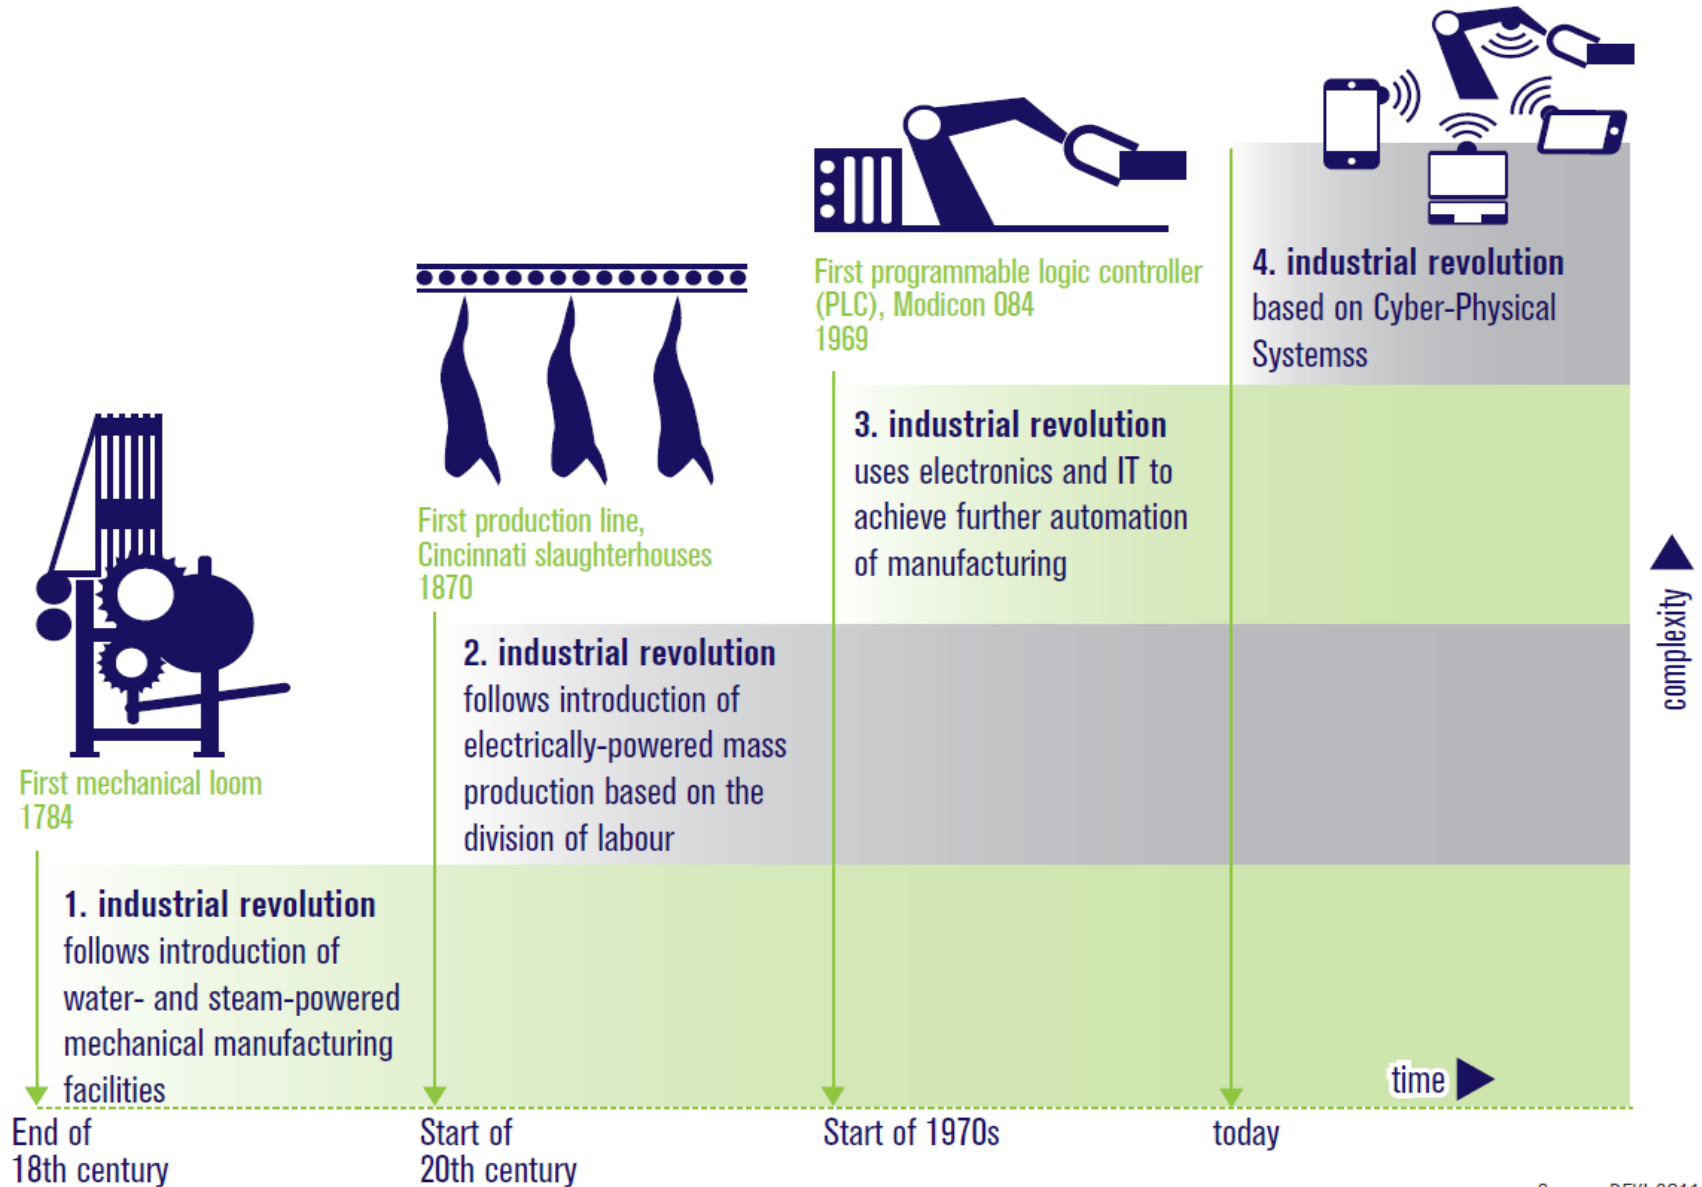 First mechanical loom
1784
1. industrial revolution
follows introduction of
water- and steam-powered
mechanical manufacturing
facilities
End of
18th century
First production line,
Cincinnati slaughterhouses
1870
2. industrial revolution
follows introduction of
electrically-powered mass
production based on the
division of labour
Start of
20th century
First programmable logic controller
(PLC), Modicon 084
1969
3. industrial revolution
uses electronics and IT to
achieve further automation
of manufacturing
Start of 1970s
4. industrial revolution
based on Cyber-Physical
Systemss
today
time
complexity